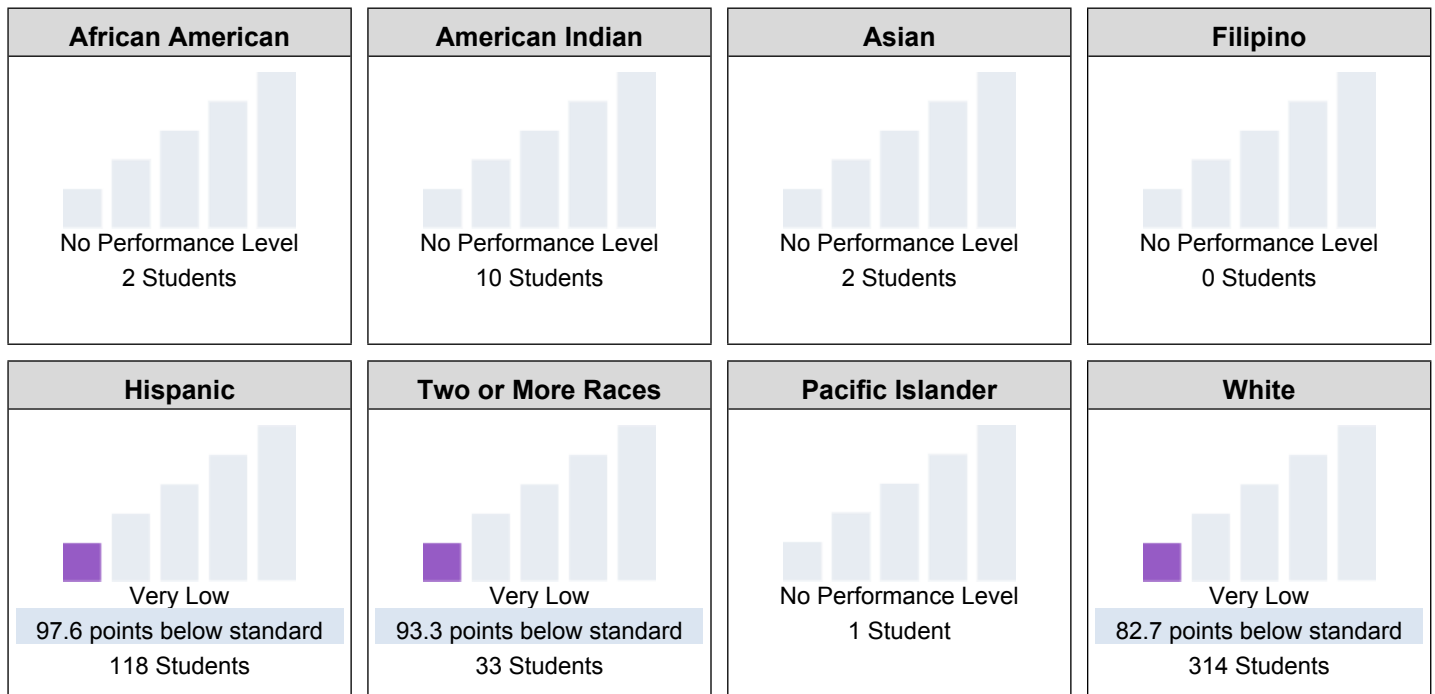 African American
No Performance Level
2 Students
American Indian
No Performance Level
10 Students
Asian
No Performance Level
2 Students
Filipino
No Performance Level
0 Students
Hispanic
Very Low
97.6 points below standard
118 Students
Two or More Races
Very Low
93.3 points below standard
33 Students
Pacific Islander
No Performance Level
1 Student
White
Very Low
82.7 points below standard
314 Students